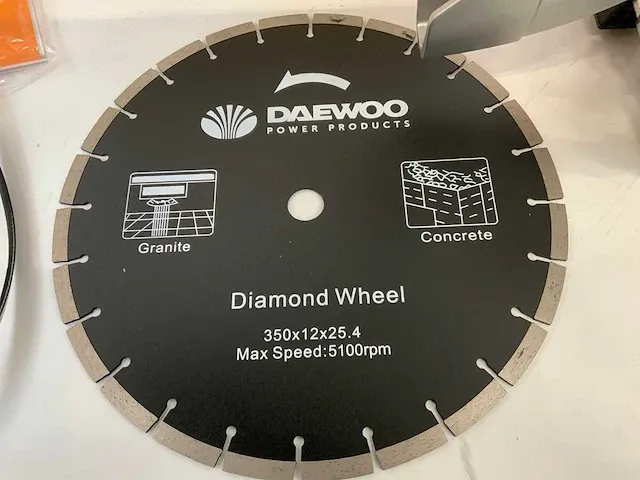 DAEWOO
POWER PRODUCTS
Granite
Concrete
Diamond Wheel
350x12x25.4
Max Speed:5100rpm